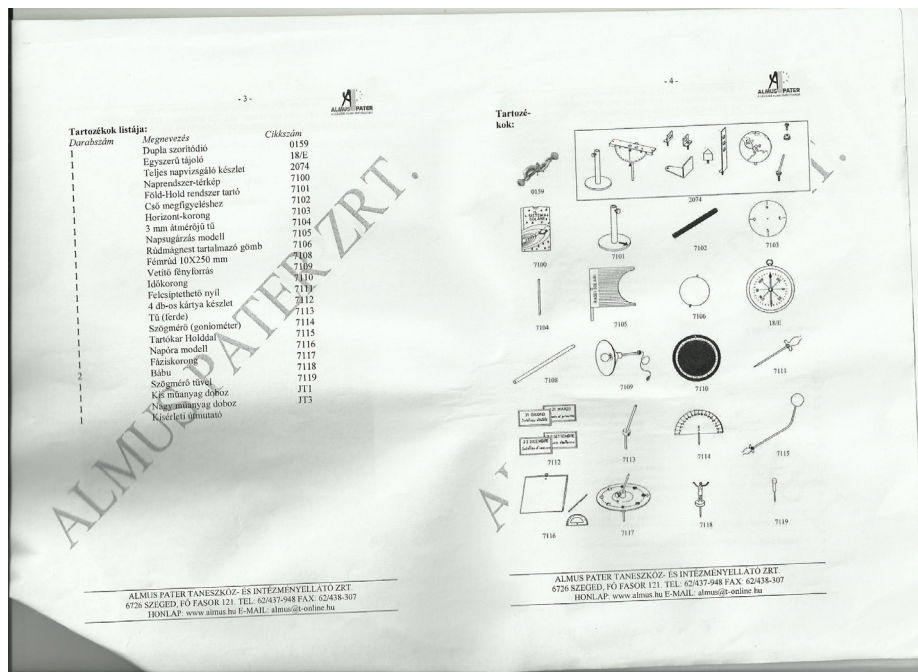 - 3 -
ALMUS PATER
Tartozékok listája:
Darabszám Megnevezés Cikkszám
1 Dupla szorítódió 0159
1 Egyszerű tájoló 18/E
1 Teljes napvizsgáló készlet 2074
1 Naprendszer-térkép 7100
1 Föld-Hold rendszer tartó 7101
1 Cső megfigyeléshez 7102
1 Horizont-korong 7103
1 3 mm átmérőjű tű 7104
1 Napsugárzás modell 7105
1 Rúdmágnest tartalmazó gömb 7106
1 Fémrúd 10X250 mm 7108
1 Vetítő fényforrás 7109
1 Időkorong 7110
1 Felcsíptethető nyíl 7111
1 4 db-os kártya készlet 7112
1 Tű (ferde) 7113
1 Szögmérő (goniométer) 7114
1 Tartókar Holddal 7115
1 Napóra modell 7116
1 Fáziskorong 7117
2 Bábu 7118
1 Szögmérő tűvel 7119
1 Kis műanyag doboz JT1
1 Nagy műanyag doboz JT3
1 Kísérleti útmutató
ALMUS PATER ZRT.
ALMUS PATER TANESZKÖZ- ÉS INTÉZMÉNYELLÁTÓ ZRT.
6726 SZEGED, FŐ FASOR 121. TEL: 62/437-948 FAX: 62/438-307
HONLAP: www.almus.hu E-MAIL: almus@t-online.hu
- 4 -
ALMUS PATER
Tartozé-
kok:
0159
2074
SISTEMA
SOLARE
7100
7101
7102
7103
7104
7105
7106
18/E
7108
7109
7110
7111
21 GIUGNO
21 MARZO
DICEMBRE
SETTEMBRE
7112
7113
7114
7115
7116
7117
7118
7119
ALMUS PATER TANESZKÖZ- ÉS INTÉZMÉNYELLÁTÓ ZRT.
6726 SZEGED, FŐ FASOR 121. TEL: 62/437-948 FAX: 62/438-307
HONLAP: www.almus.hu E-MAIL: almus@t-online.hu